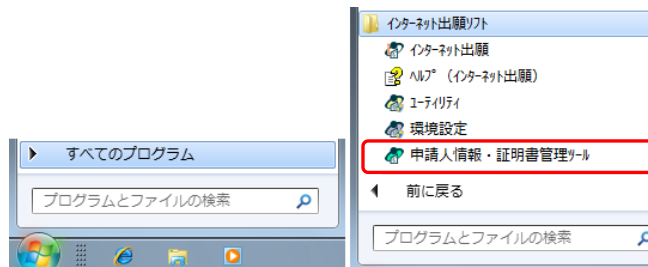 すべてのプログラム
プログラムとファイルの検索
ｲﾝﾀｰﾈｯﾄ出願ｿﾌﾄ
ｲﾝﾀｰﾈｯﾄ出願
ﾍﾙﾌﾟ（ｲﾝﾀｰﾈｯﾄ出願）
ﾕｰﾃｨﾘﾃｨ
環境設定
申請人情報・証明書管理ﾂｰﾙ
前に戻る
プログラムとファイルの検索